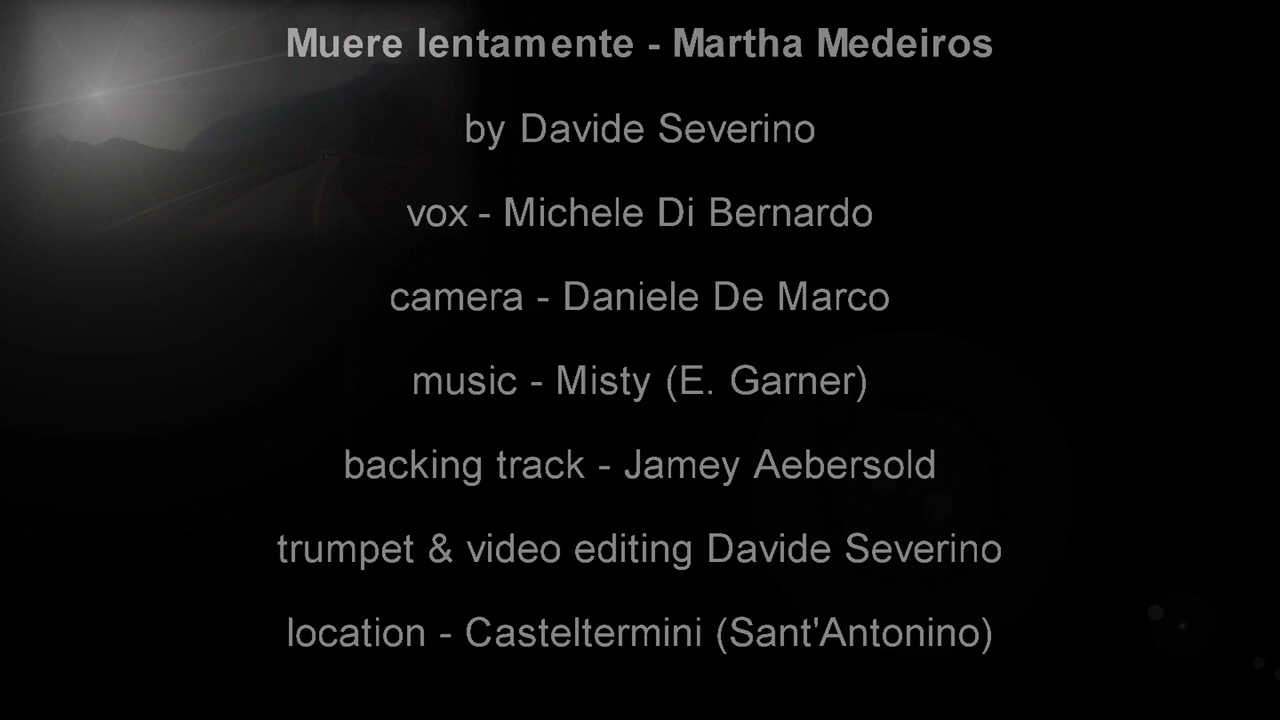 Muere lentamente - Martha Medeiros
by Davide Severino
vox - Michele Di Bernardo
camera - Daniele De Marco
music - Misty (E. Garner)
backing track - Jamey Aebersold
trumpet & video editing Davide Severino
location - Casteltermini (Sant'Antonino)